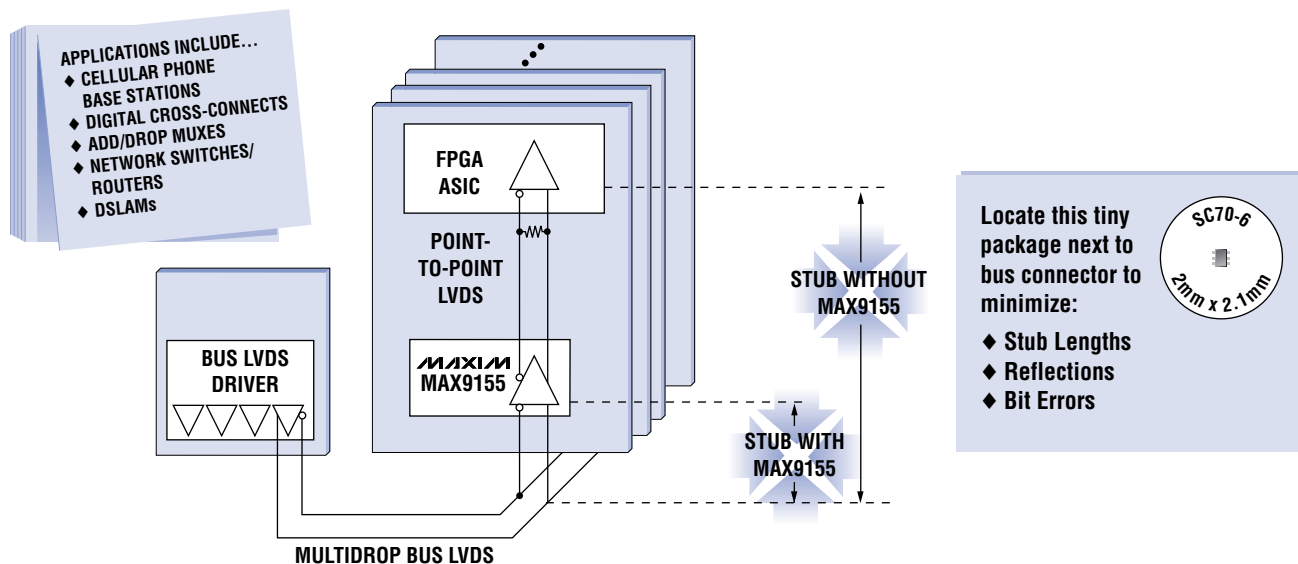 APPLICATIONS INCLUDE…
♦ CELLULAR PHONE
BASE STATIONS
♦ DIGITAL CROSS-CONNECTS
♦ ADD/DROP MUXES
♦ NETWORK SWITCHES/
ROUTERS
♦ DSLAMs
FPGA
ASIC
POINT-
TO-POINT
LVDS
MAXIM
MAX9155
BUS LVDS
DRIVER
MULTIDROP BUS LVDS
STUB WITHOUT
MAX9155
STUB WITH
MAX9155
Locate this tiny
package next to
bus connector to
minimize:
♦ Stub Lengths
♦ Reflections
♦ Bit Errors
SC70-6
2mm x 2.1mm